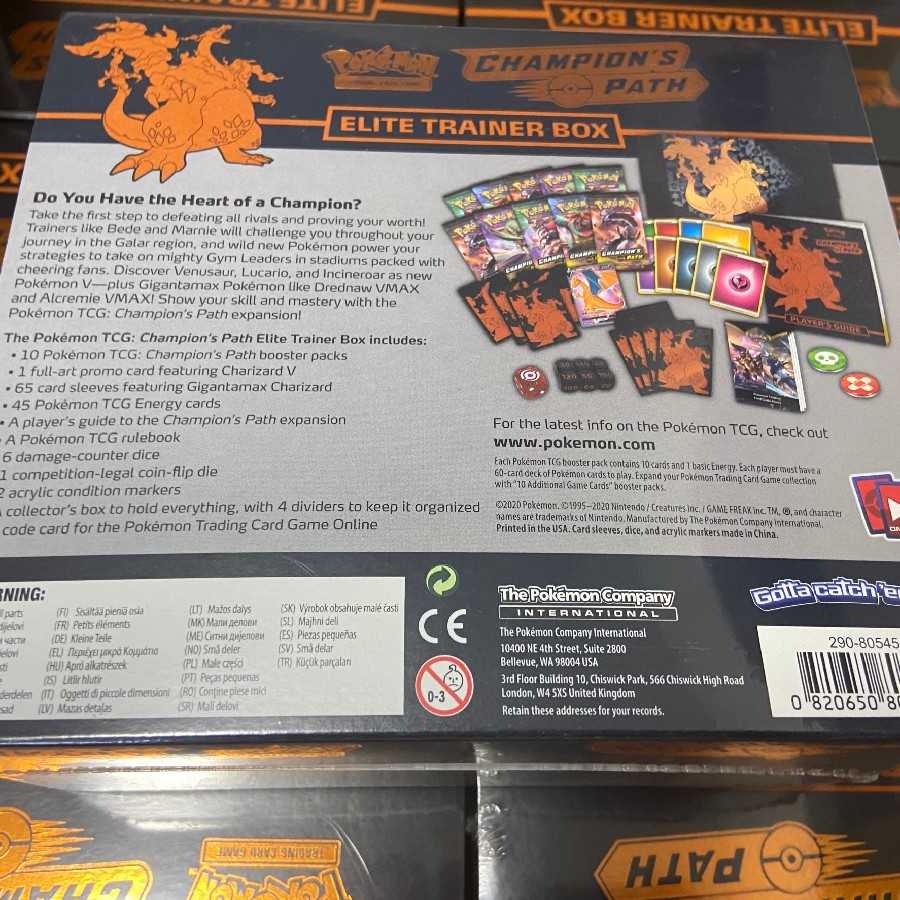 ELITE TRAINER BOX
POKÉMON
CHAMPION'S
PATH
ELITE TRAINER BOX
Do You Have the Heart of a Champion?
Take the first step to defeating all rivals and proving your worth!
Trainers like Bede and Marnie will challenge you throughout your
journey in the Galar region, and wild new Pokémon power your
strategies to take on mighty Gym Leaders in stadiums packed with
cheering fans. Discover Venusaur, Lucario, and Incineroar as new
Pokémon V—plus Gigantamax Pokémon like Drednaw VMAX
and Alcremie VMAX! Show your skill and mastery with the
Pokémon TCG: Champion's Path expansion!
The Pokémon TCG: Champion's Path Elite Trainer Box includes:
• 10 Pokémon TCG: Champion's Path booster packs
• 1 full-art promo card featuring Charizard V
• 65 card sleeves featuring Gigantamax Charizard
• 45 Pokémon TCG Energy cards
• A player's guide to the Champion's Path expansion
A Pokémon TCG rulebook
6 damage-counter dice
1 competition-legal coin-flip die
2 acrylic condition markers
collector's box to hold everything, with 4 dividers to keep it organized
code card for the Pokémon Trading Card Game Online
PLAYER'S GUIDE
For the latest info on the Pokémon TCG, check out
www.pokemon.com
Each Pokémon TCG booster pack contains 10 cards and 1 basic Energy. Each player must have a
60-card deck of Pokémon cards to play. Expand your Pokémon Trading Card Game collection
with "10 Additional Game Cards" booster packs.
©2020 Pokémon. ©1995–2020 Nintendo / Creatures Inc. / GAME FREAK inc. TM, ®, and character
names are trademarks of Nintendo. Manufactured by The Pokémon Company International.
Printed in the USA. Card sleeves, dice, and acrylic markers made in China.
RNING:
ll parts
(FI) Sisältää pieniä osia
(FR) Petits éléments
(DE) Kleine Teile
(EL) Περιέχει μικρά Κομμάτια
(HU) Apró alkatrészek
(IS) Litlir hlutir
(IT) Oggetti di piccole dimensioni
(LV) Mazas detaļas
(LT) Mažos dalys
(MK) Мали делови
(ME) Ситни дијелови
(NO) Små deler
(PL) Małe części
(PT) Peças pequenas
(RO) Conține piese mici
(SR) Mali delovi
(SK) Výrobok obsahuje malé časti
(SL) Majhni deli
(ES) Piezas pequeñas
(SV) Små delar
(TR) Küçük parçaları
CE
0-3
The Pokémon Company
INTERNATIONAL
The Pokémon Company International
10400 NE 4th Street, Suite 2800
Bellevue, WA 98004 USA
3rd Floor Building 10, Chiswick Park, 566 Chiswick High Road
London, W4 5XS United Kingdom
Retain these addresses for your records.
Gotta catch 'e
290-80545
0 820650 80
TRADING CARD GAME
POKÉMON
PATH